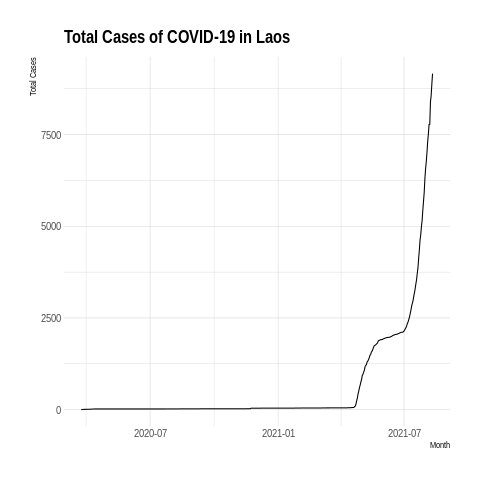 Total Cases of COVID-19 in Laos
Total Cases
7500
5000
2500
0
2020-07
2021-01
2021-07
Month